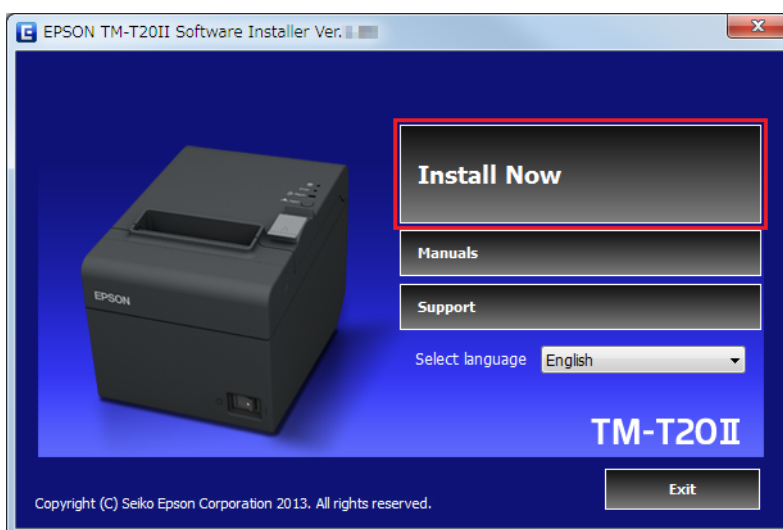 EPSON TM-T20II Software Installer Ver.
Install Now
Manuals
EPSON
Support
Select language English
TM-T20II
Exit
Copyright (C) Seiko Epson Corporation 2013. All rights reserved.